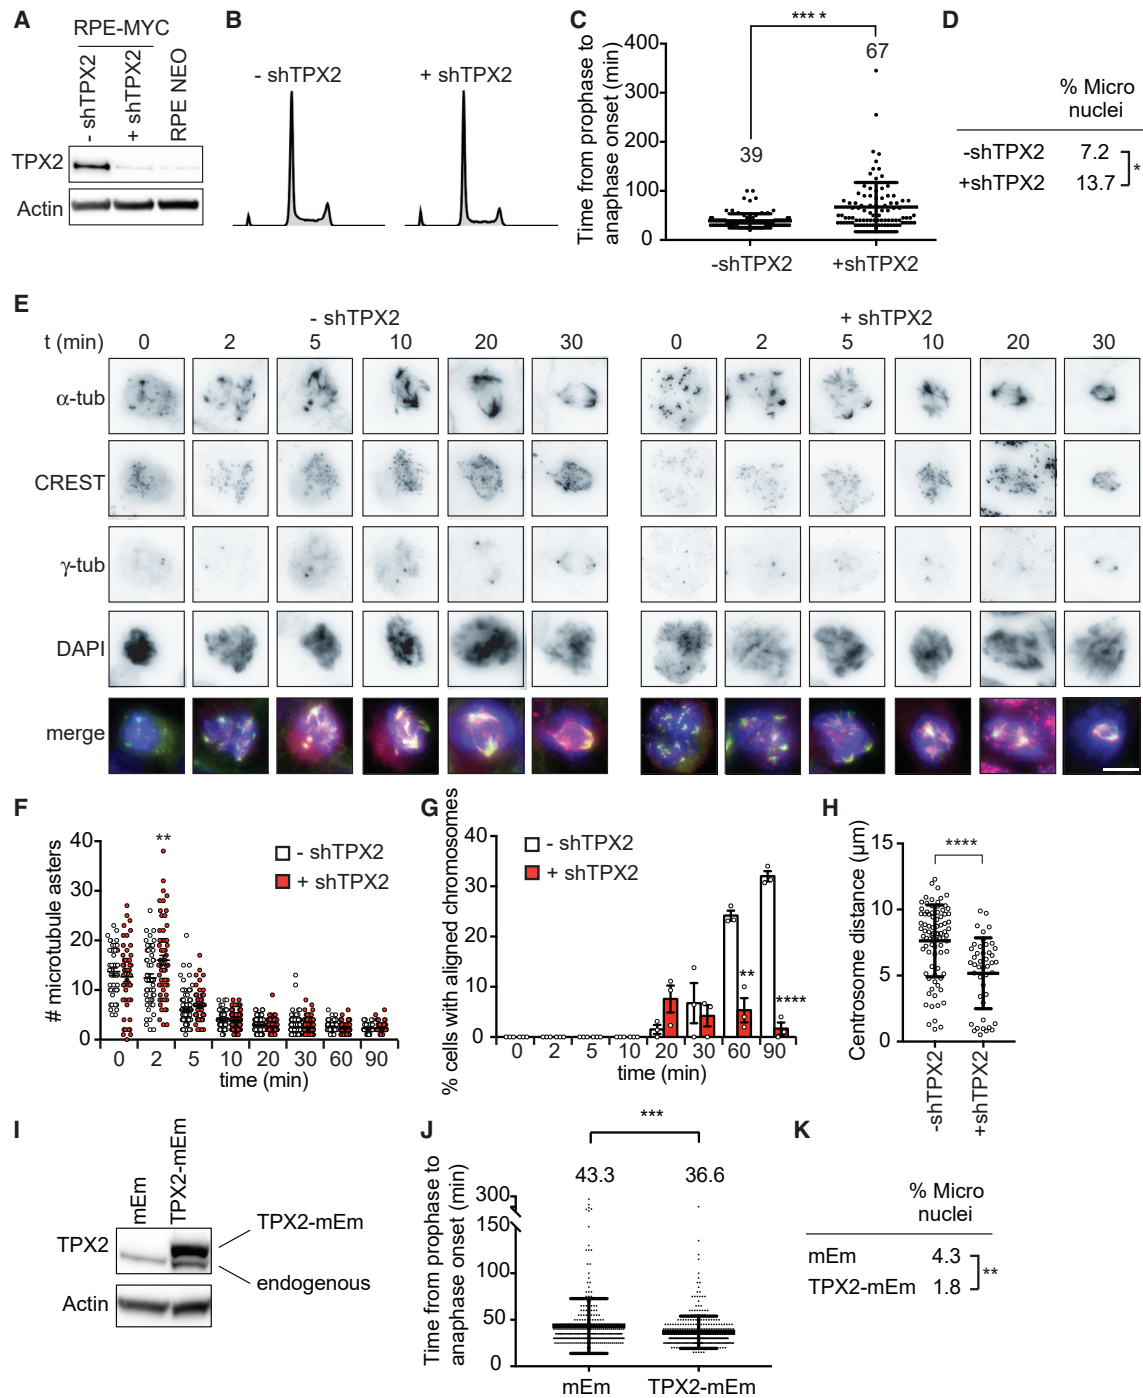 A
RPE-MYC
- shTPX2
+ shTPX2
RPE NEO
TPX2
Actin
B
- shTPX2
+ shTPX2
C
Time from prophase to
anaphase onset (min)
400
300
200
100
0
****
39
67
-shTPX2
+shTPX2
D
% Micro
nuclei
-shTPX2 7.2
+shTPX2 13.7
*
E
- shTPX2
+ shTPX2
t (min) 0 2 5 10 20 30 0 2 5 10 20 30
α-tub
CREST
γ-tub
DAPI
merge
F
# microtubule asters
40
30
20
10
0
**
- shTPX2
+ shTPX2
0 2 5 10 20 30 60 90
time (min)
G
% cells with aligned chromosomes
40
30
20
10
0
- shTPX2
+ shTPX2
**
****
0 2 5 10 20 30 60 90
time (min)
H
Centrosome distance (μm)
15
10
5
0
****
-shTPX2
+shTPX2
I
mEm
TPX2-mEm
TPX2
TPX2-mEm
endogenous
Actin
J
Time from prophase to
anaphase onset (min)
300
150
100
50
0
***
43.3
36.6
mEm
TPX2-mEm
K
% Micro
nuclei
mEm 4.3
TPX2-mEm 1.8
**